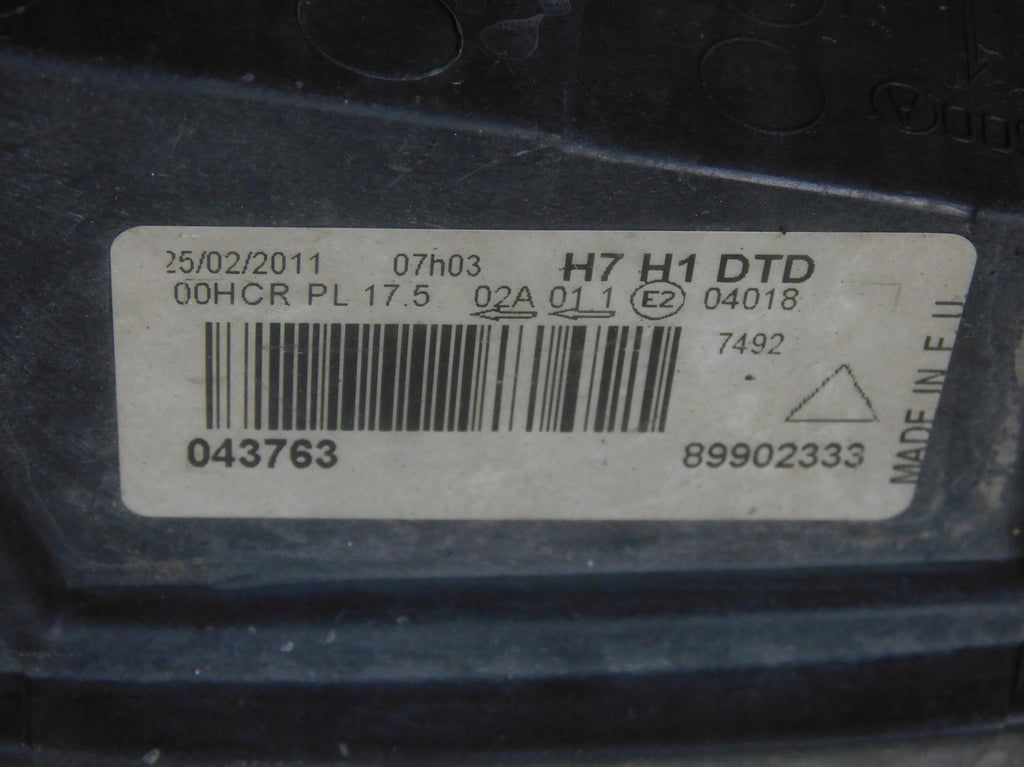 25/02/2011 07h03 H7 H1 DTD
00HCR PL 17.5 02A 01 1 E2 04018
7492
043763 89902333
MADE IN E U